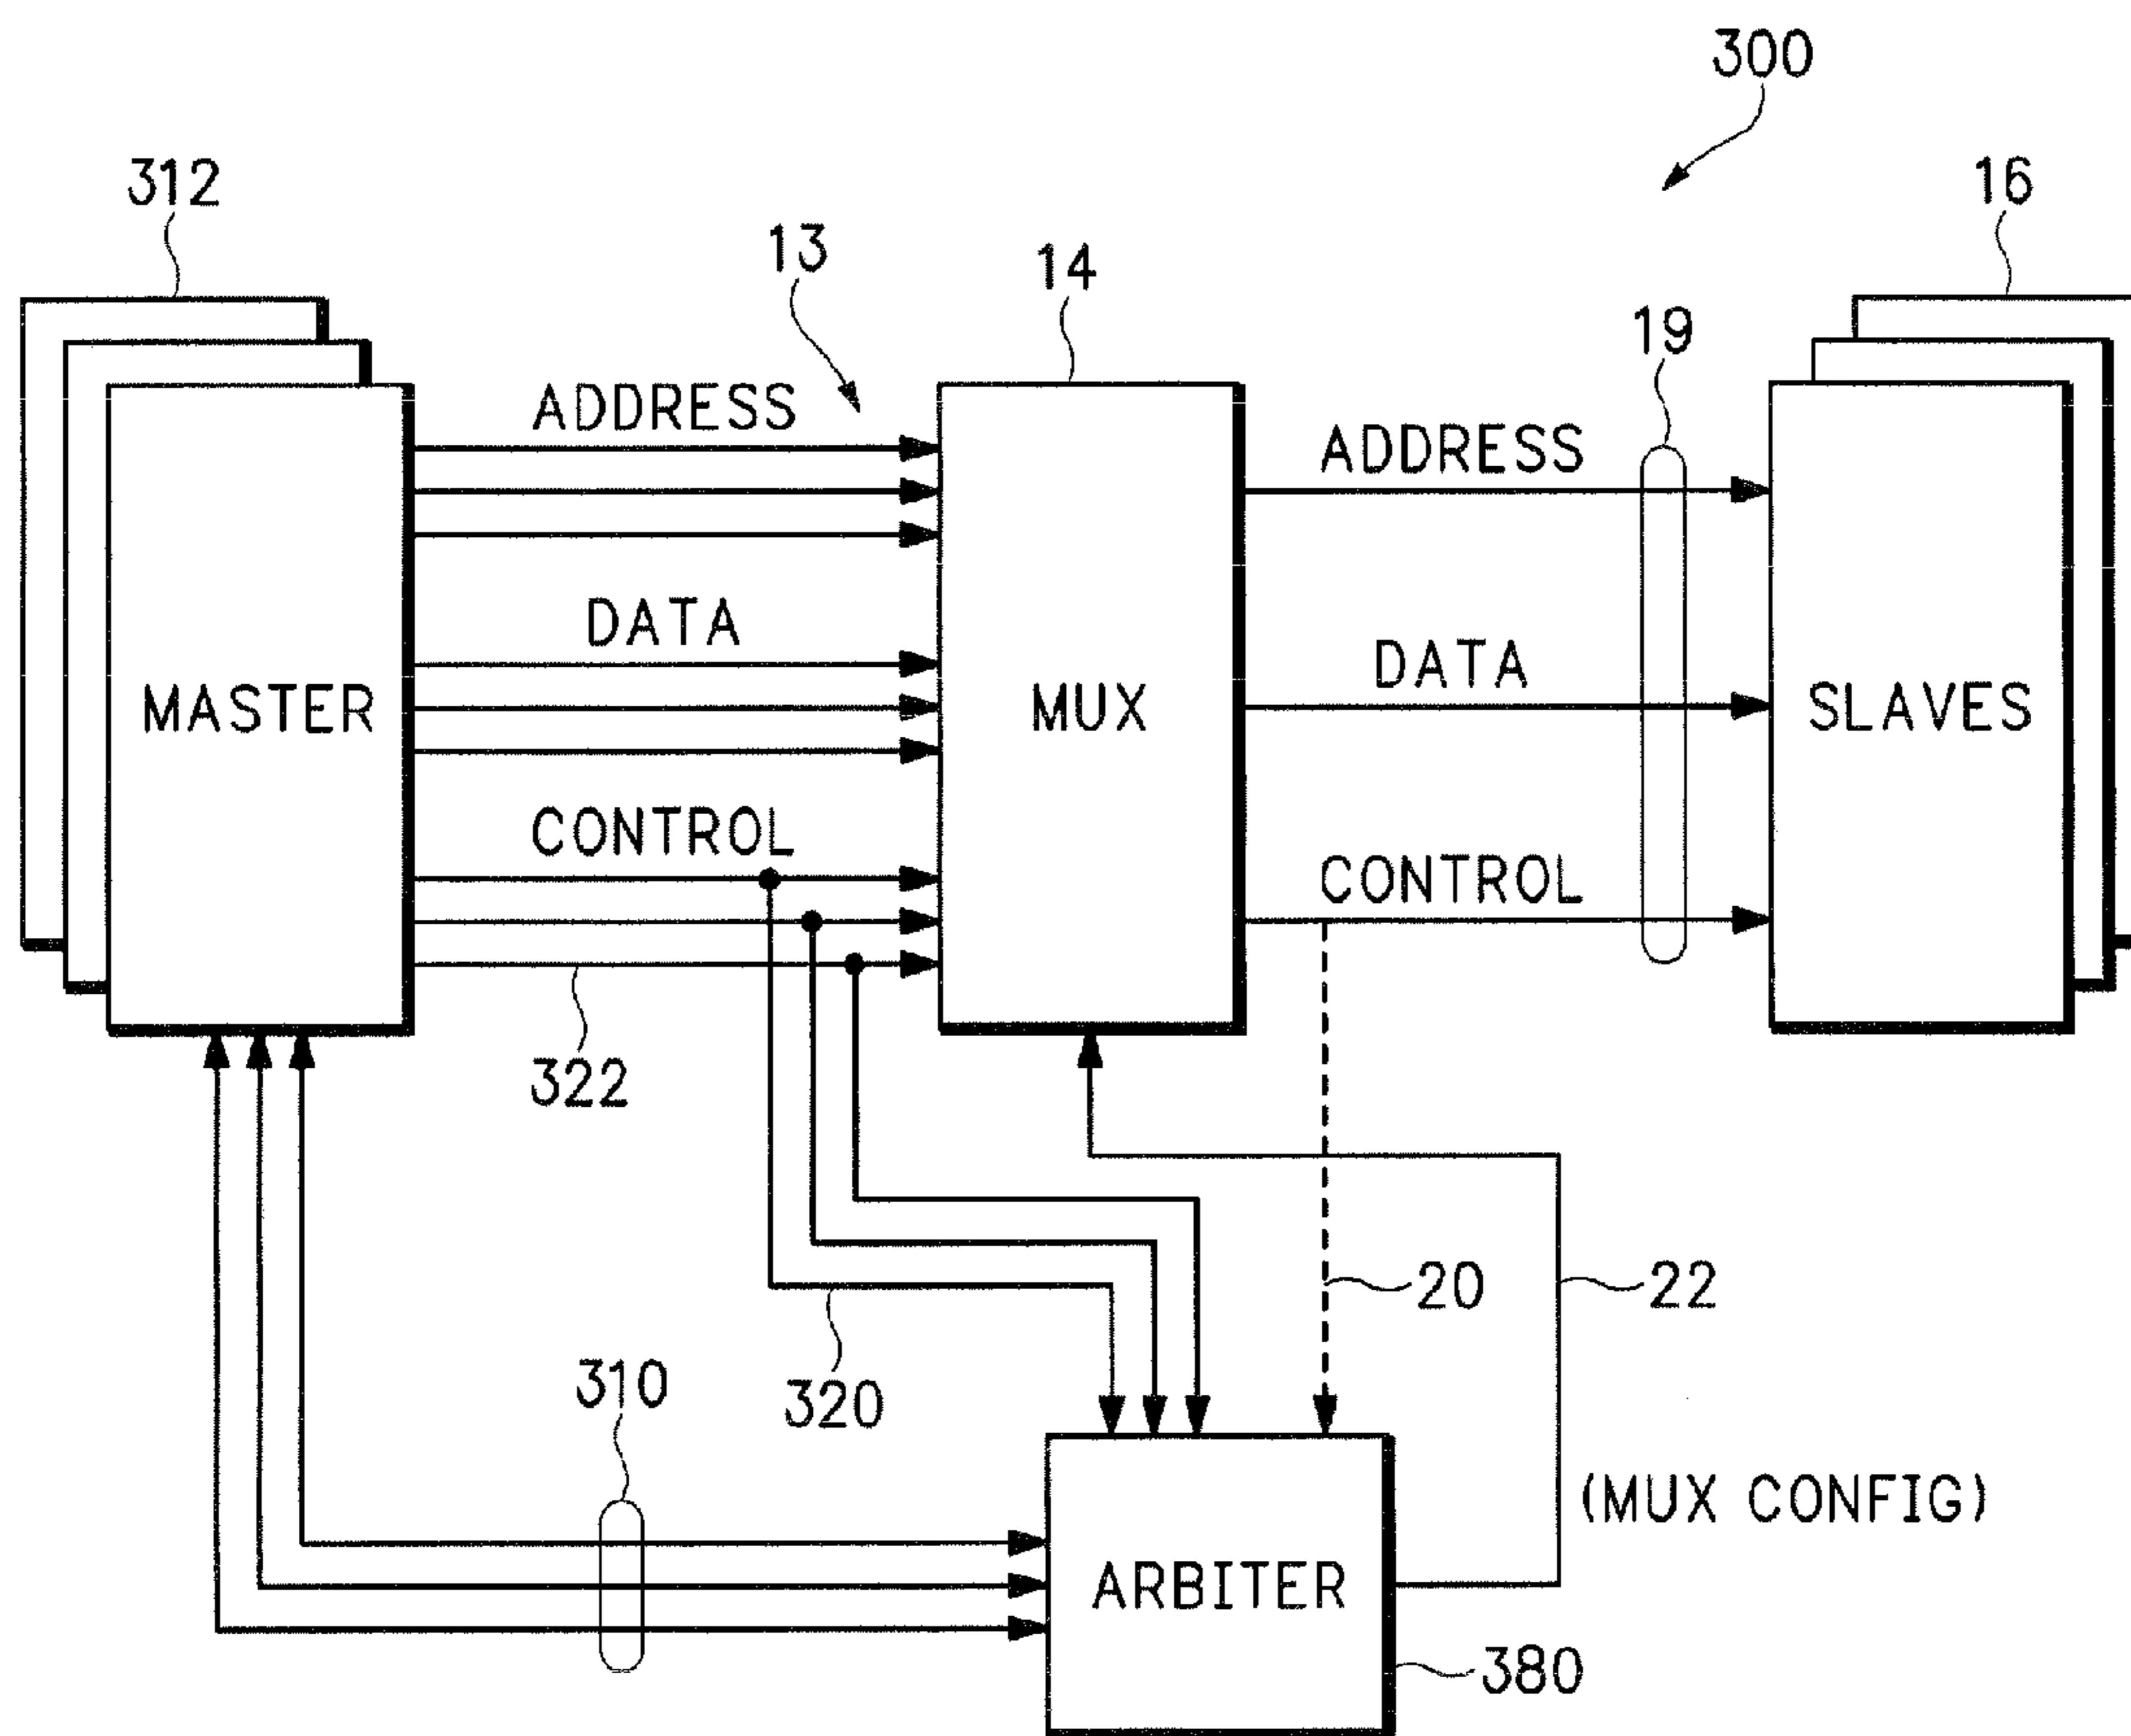 300
312
16
13
14
19
ADDRESS
ADDRESS
DATA
DATA
MASTER
MUX
SLAVES
CONTROL
CONTROL
322
20
22
310
320
(MUX CONFIG)
ARBITER
380